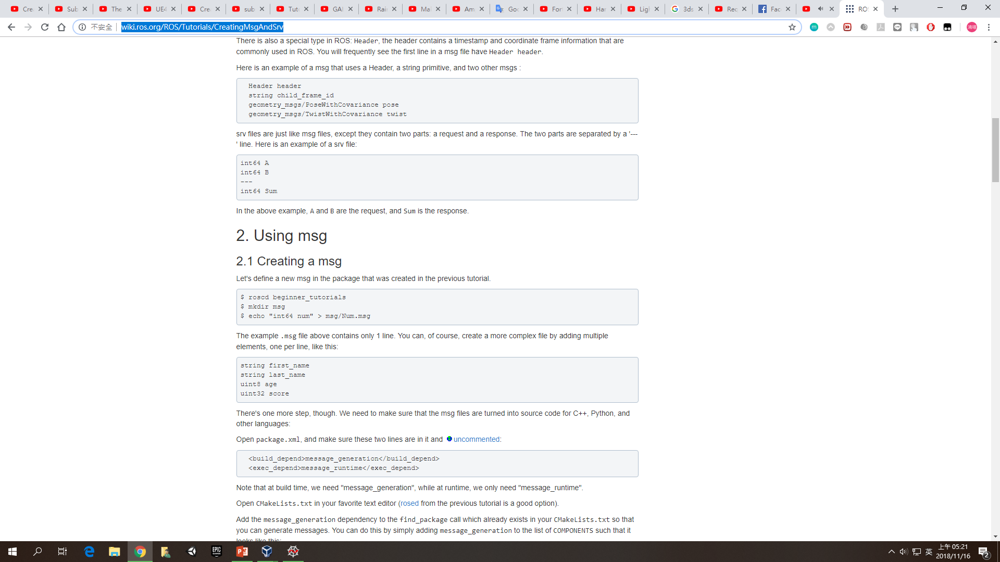 Cre
Sub
The
UE4
Cre
sub
Tuto
GAI
Rair
Mal
Am
Goo
For
Har
Ligh
3ds
Rec
Fac
RO
不安全
wiki.ros.org/ROS/Tutorials/CreatingMsgAndSrv
There is also a special type in ROS: Header, the header contains a timestamp and coordinate frame information that are
commonly used in ROS. You will frequently see the first line in a msg file have Header header.
Here is an example of a msg that uses a Header, a string primitive, and two other msgs :
Header header
string child_frame_id
geometry_msgs/PoseWithCovariance pose
geometry_msgs/TwistWithCovariance twist
srv files are just like msg files, except they contain two parts: a request and a response. The two parts are separated by a '---
' line. Here is an example of a srv file:
int64 A
int64 B
---
int64 Sum
In the above example, A and B are the request, and Sum is the response.
2. Using msg
2.1 Creating a msg
Let's define a new msg in the package that was created in the previous tutorial.
$ roscd beginner_tutorials
$ mkdir msg
$ echo "int64 num" > msg/Num.msg
The example .msg file above contains only 1 line. You can, of course, create a more complex file by adding multiple
elements, one per line, like this:
string first_name
string last_name
uint8 age
uint32 score
There's one more step, though. We need to make sure that the msg files are turned into source code for C++, Python, and
other languages:
Open package.xml, and make sure these two lines are in it and uncommented:
<build_depend>message_generation</build_depend>
<exec_depend>message_runtime</exec_depend>
Note that at build time, we need "message_generation", while at runtime, we only need "message_runtime".
Open CMakeLists.txt in your favorite text editor (rosed from the previous tutorial is a good option).
Add the message_generation dependency to the find_package call which already exists in your CMakeLists.txt so that
you can generate messages. You can do this by simply adding message_generation to the list of COMPONENTS such that it
looks like this:
英
上午 05:21
2018/11/16
2